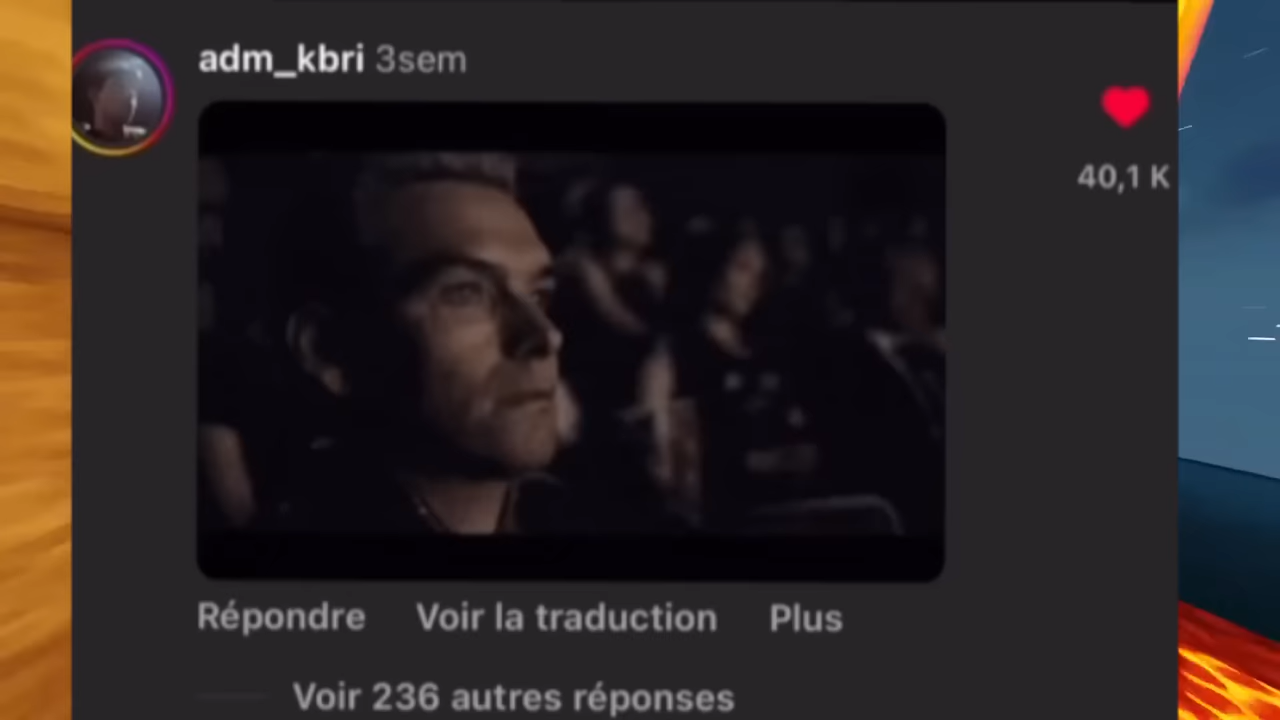 adm_kbri 3sem
40,1 K
Répondre Voir la traduction Plus
Voir 236 autres réponses